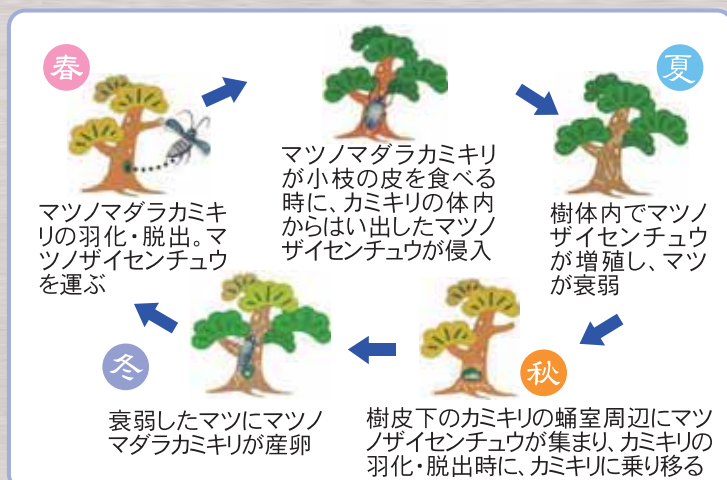 春
マツノマダラカミキ
リの羽化・脱出。マ
ツノザイセンチュウ
を運ぶ
マツノマダラカミキリ
が小枝の皮を食べる
時に、カミキリの体内
からはい出したマツノ
ザイセンチュウが侵入
夏
樹体内でマツノ
ザイセンチュウ
が増殖し、マツ
が衰弱
秋
樹皮下のカミキリの蛹室周辺にマツ
ノザイセンチュウが集まり、カミキリの
羽化・脱出時に、カミキリに乗り移る
冬
衰弱したマツにマツノ
マダラカミキリが産卵